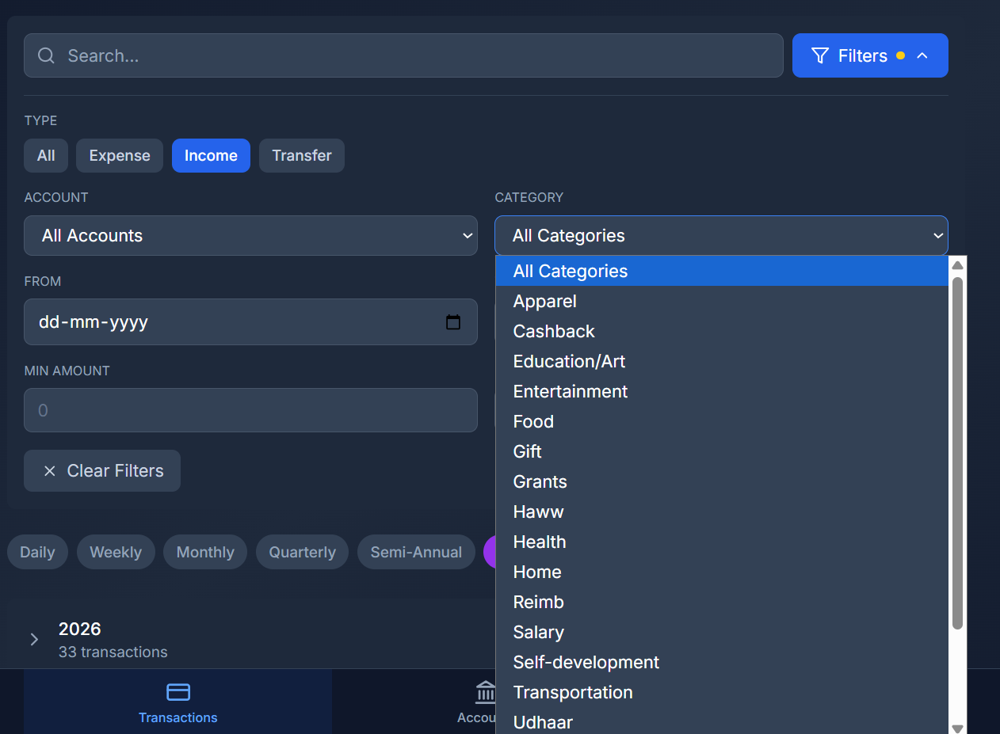 Search...
Filters
TYPE
All
Expense
Income
Transfer
ACCOUNT
CATEGORY
All Accounts
All Categories
All Categories
Apparel
Cashback
Education/Art
Entertainment
Food
Gift
Grants
Haww
Health
Home
Reimb
Salary
Self-development
Transportation
Udhaar
FROM
dd-mm-yyyy
MIN AMOUNT
0
Clear Filters
Daily
Weekly
Monthly
Quarterly
Semi-Annual
2026
33 transactions
Transactions